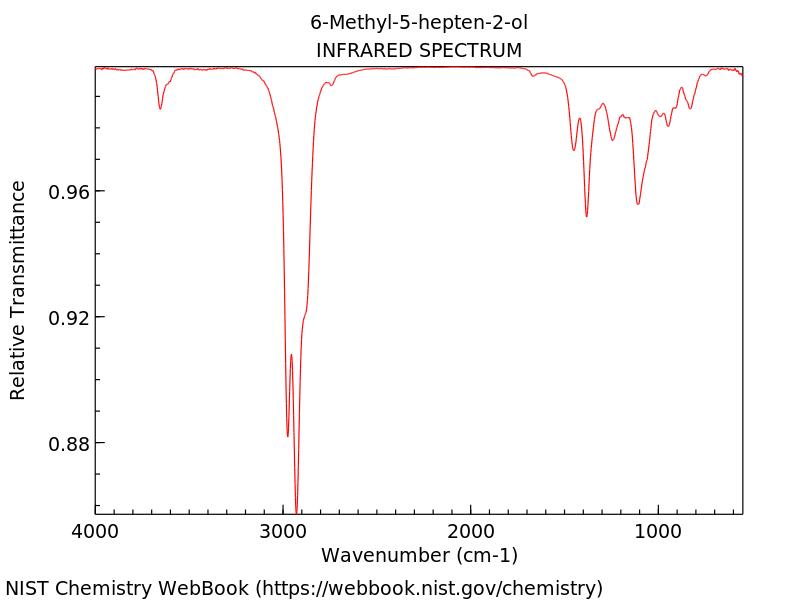 6-Methyl-5-hepten-2-ol
INFRARED SPECTRUM
Relative Transmittance
0.96
0.92
0.88
4000 3000 2000 1000
Wavenumber (cm-1)
NIST Chemistry WebBook (https://webbook.nist.gov/chemistry)